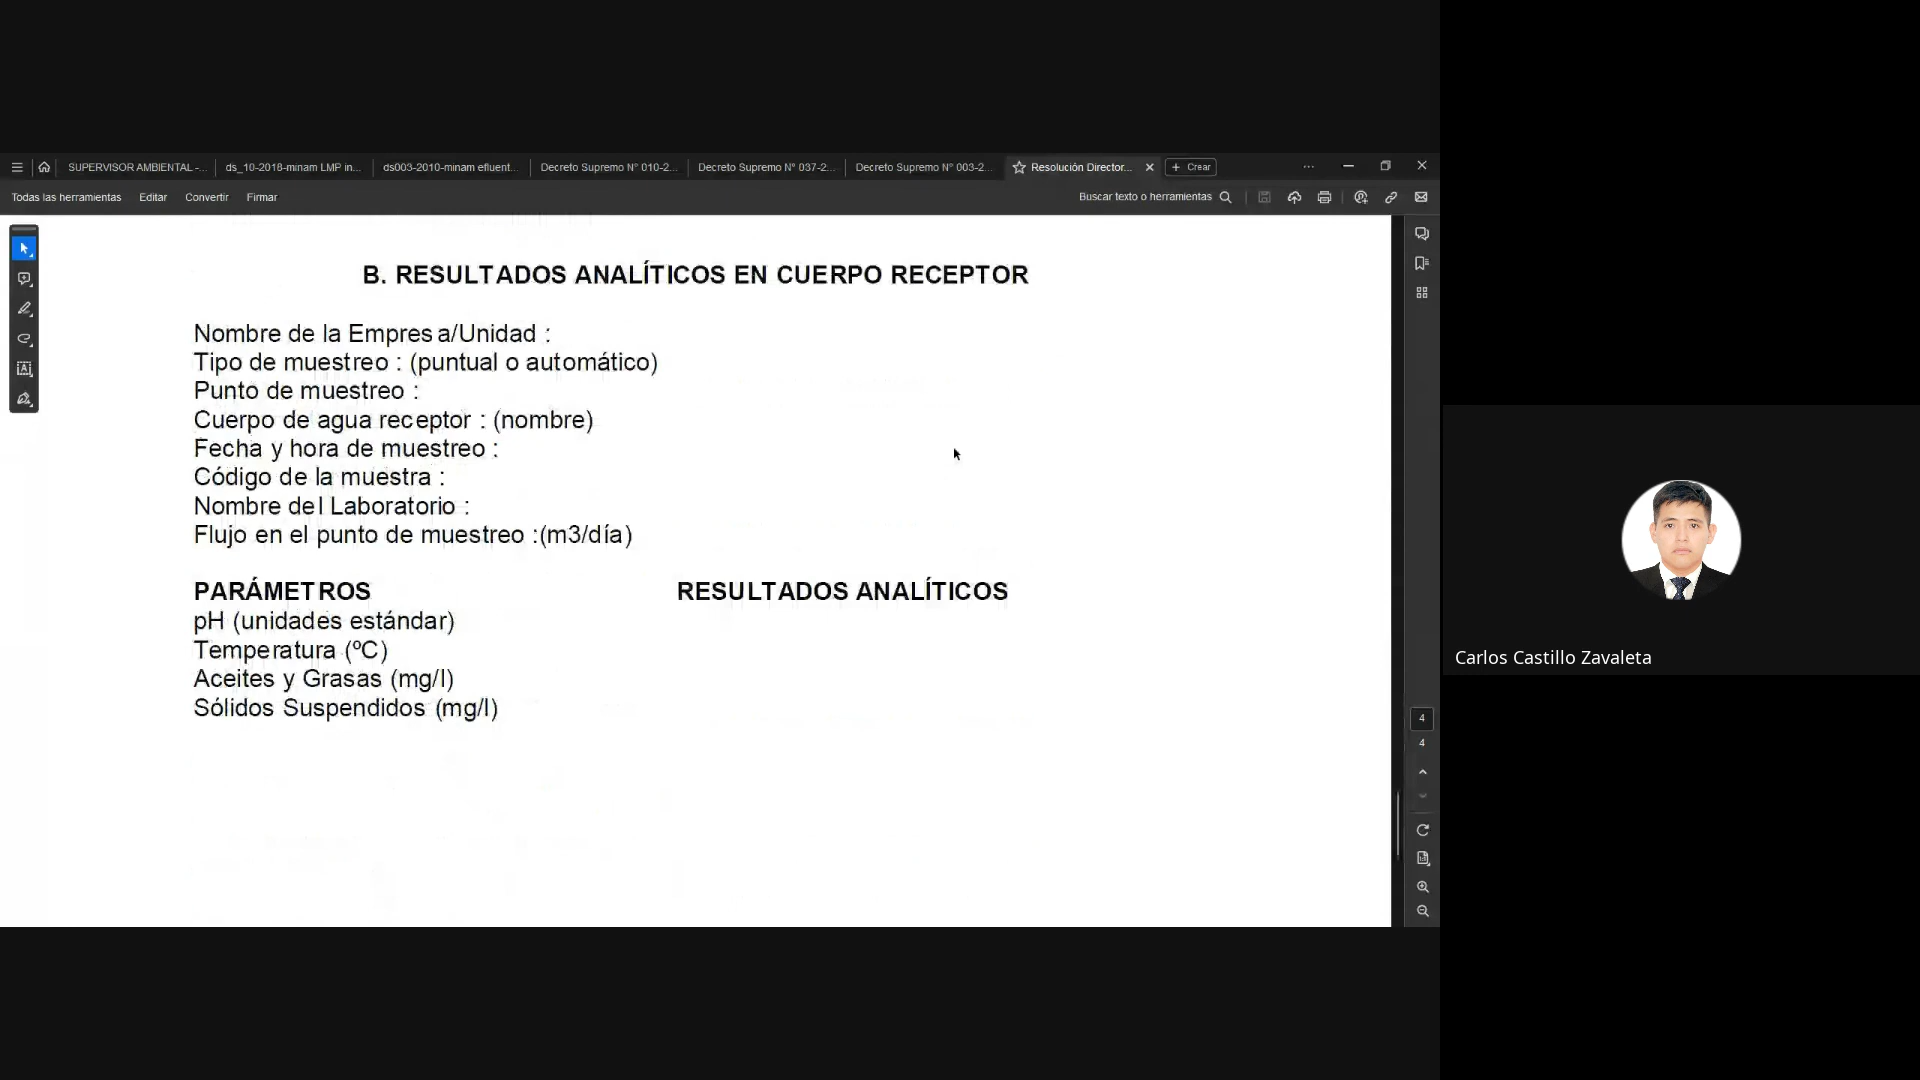 SUPERVISOR AMBIENTAL -...
ds_10-2018-minam LMP in...
ds003-2010-minam efluent...
Decreto Supremo N° 010-2...
Decreto Supremo N° 037-2...
Decreto Supremo N° 003-2...
Resolución Director...
Crear
Todas las herramientas
Editar
Convertir
Firmar
Buscar texto o herramientas
B. RESULTADOS ANALÍTICOS EN CUERPO RECEPTOR
Nombre de la Empresa/Unidad :
Tipo de muestreo : (puntual o automático)
Punto de muestreo :
Cuerpo de agua receptor : (nombre)
Fecha y hora de muestreo :
Código de la muestra :
Nombre del Laboratorio :
Flujo en el punto de muestreo :(m3/día)
PARÁMETROS RESULTADOS ANALÍTICOS
pH (unidades estándar)
Temperatura (ºC)
Aceites y Grasas (mg/l)
Sólidos Suspendidos (mg/l)
4
4
Carlos Castillo Zavaleta